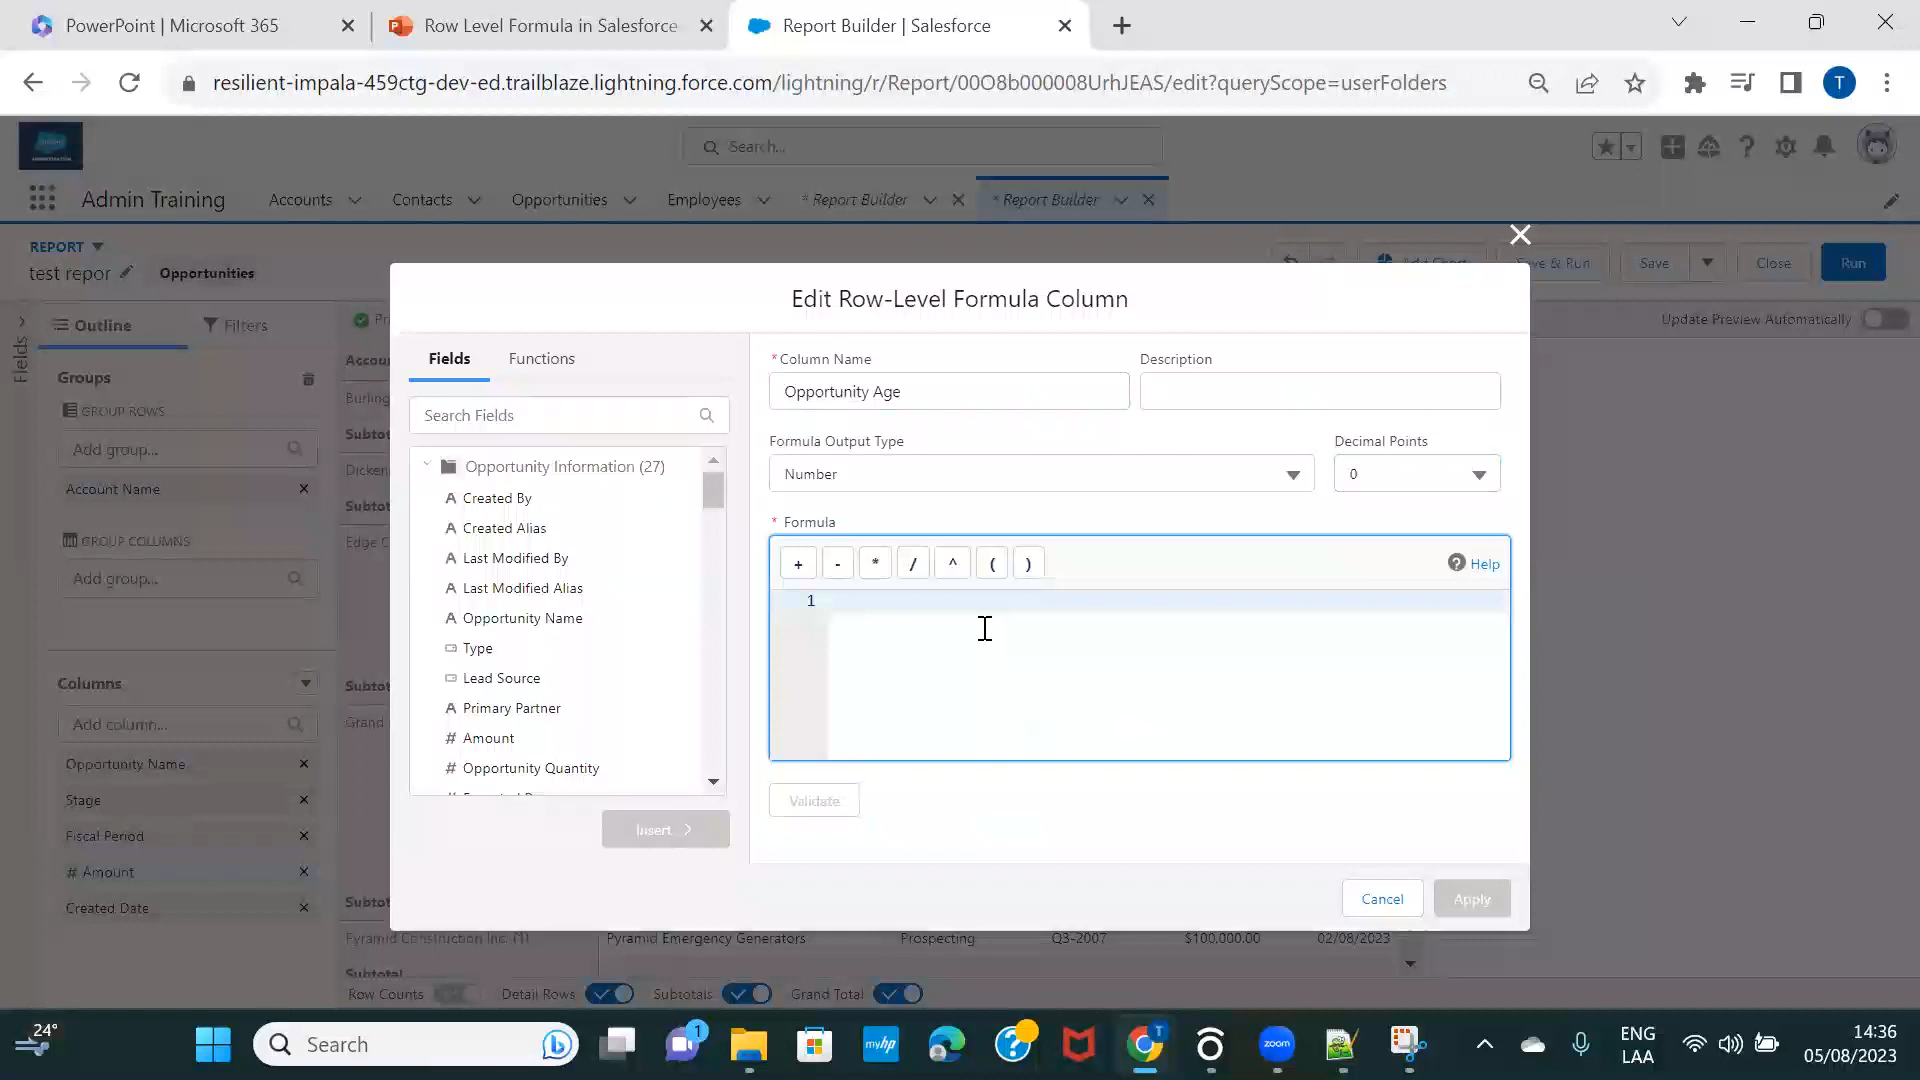 PowerPoint | Microsoft 365
Row Level Formula in Salesforce
Report Builder | Salesforce
resilient-impala-459ctg-dev-ed.trailblaze.lightning.force.com/lightning/r/Report/00O8b000008UrhJEAS/edit?queryScope=userFolders
T
Search...
Admin Training
Accounts
Contacts
Opportunities
Employees
* Report Builder
* Report Builder
REPORT
test repor
Opportunities
Save & Run
Save
Close
Run
Fields
Outline
Filters
Update Preview Automatically
Groups
GROUP ROWS
Add group...
Account Name
GROUP COLUMNS
Add group...
Columns
Add column...
Opportunity Name
Stage
Fiscal Period
# Amount
Created Date
Edit Row-Level Formula Column
Fields
Functions
Search Fields
Opportunity Information (27)
A Created By
A Created Alias
A Last Modified By
A Last Modified Alias
A Opportunity Name
Type
Lead Source
A Primary Partner
# Amount
# Opportunity Quantity
Insert
* Column Name
Opportunity Age
Description
Formula Output Type
Number
Decimal Points
0
* Formula
+ - * / ^ ( )
Help
1
Validate
Cancel
Apply
Pyramid Construction Inc. (1)
Pyramid Emergency Generators
Prospecting
Q3-2007
$100,000.00
02/08/2023
Subtotal
Row Counts
Detail Rows
Subtotals
Grand Total
24°
Search
1
myhp
T
zoom
ENG
LAA
14:36
05/08/2023